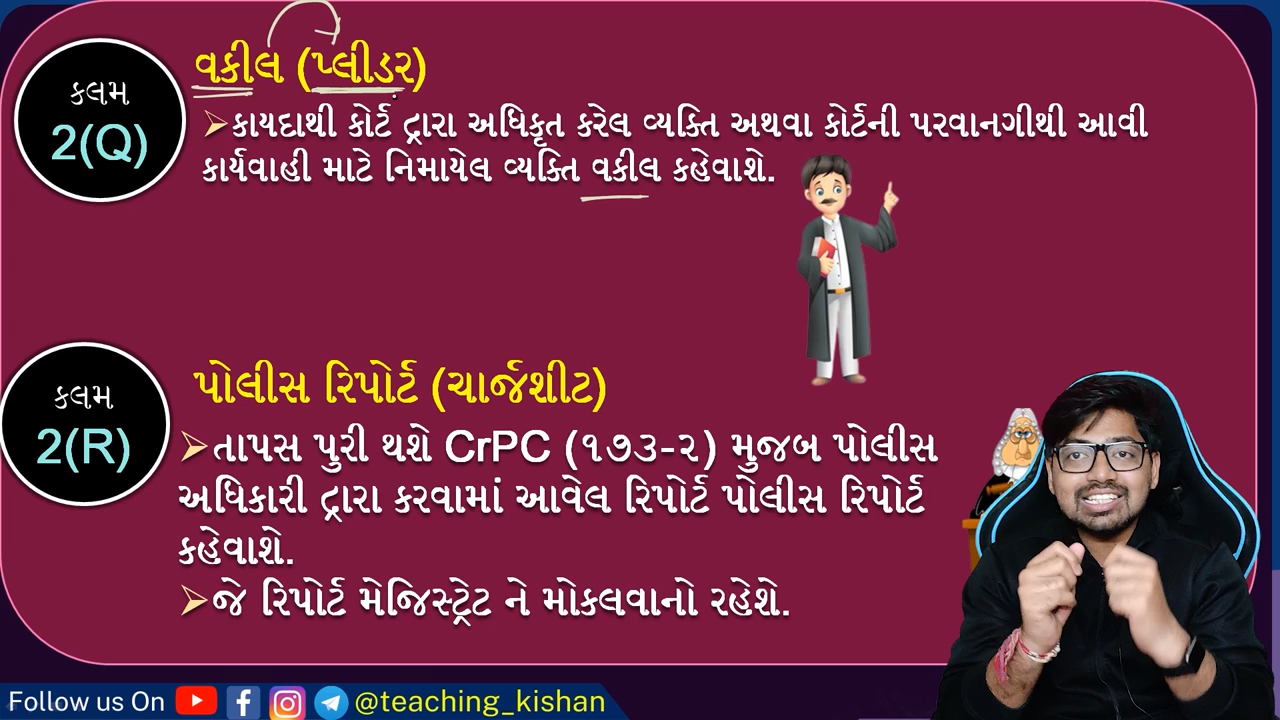 કલમ
2(Q)
વકીલ (પ્લીડર)
કાયદાથી કોર્ટ દ્રારા અધિકૃત કરેલ વ્યક્તિ અથવા કોર્ટની પરવાનગીથી આવી
કાર્યવાહી માટે નિમાયેલ વ્યક્તિ વકીલ કહેવાશે.
કલમ
2(R)
પોલીસ રિપોર્ટ (ચાર્જશીટ)
તાપસ પુરી થશે CrPC (૧૭૩-૨) મુજબ પોલીસ
અધિકારી દ્રારા કરવામાં આવેલ રિપોર્ટ પોલીસ રિપોર્ટ
કહેવાશે.
જે રિપોર્ટ મેજિસ્ટ્રેટ ને મોકલવાનો રહેશે.
Follow us On @teaching_kishan